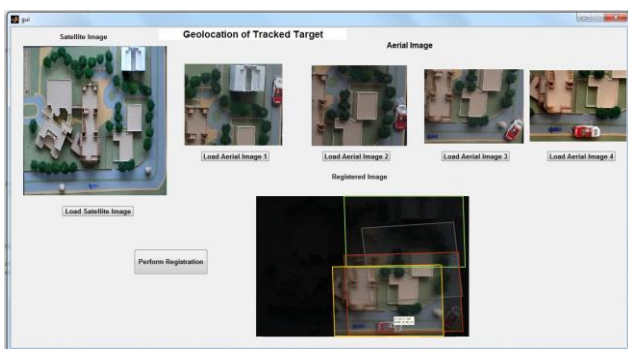 gui
Geolocation of Tracked Target
Satellite Image
Aerial Image
Load Aerial Image 1
Load Aerial Image 2
Load Aerial Image 3
Load Aerial Image 4
Registered Image
Load Satellite Image
Perform Registration